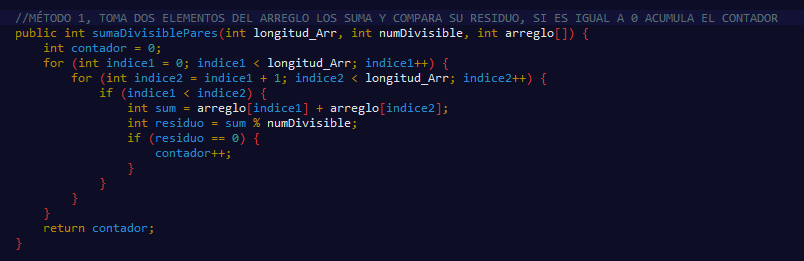 //MÉTODO 1, TOMA DOS ELEMENTOS DEL ARREGLO LOS SUMA Y COMPARA SU RESIDUO, SI ES IGUAL A 0 ACUMULA EL CONTADOR
public int sumaDivisiblePares(int longitud_Arr, int numDivisible, int arreglo[]) {
    int contador = 0;
    for (int indice1 = 0; indice1 < longitud_Arr; indice1++) {
        for (int indice2 = indice1 + 1; indice2 < longitud_Arr; indice2++) {
            if (indice1 < indice2) {
                int sum = arreglo[indice1] + arreglo[indice2];
                int residuo = sum % numDivisible;
                if (residuo == 0) {
                    contador++;
                }
            }
        }
    }
    return contador;
}